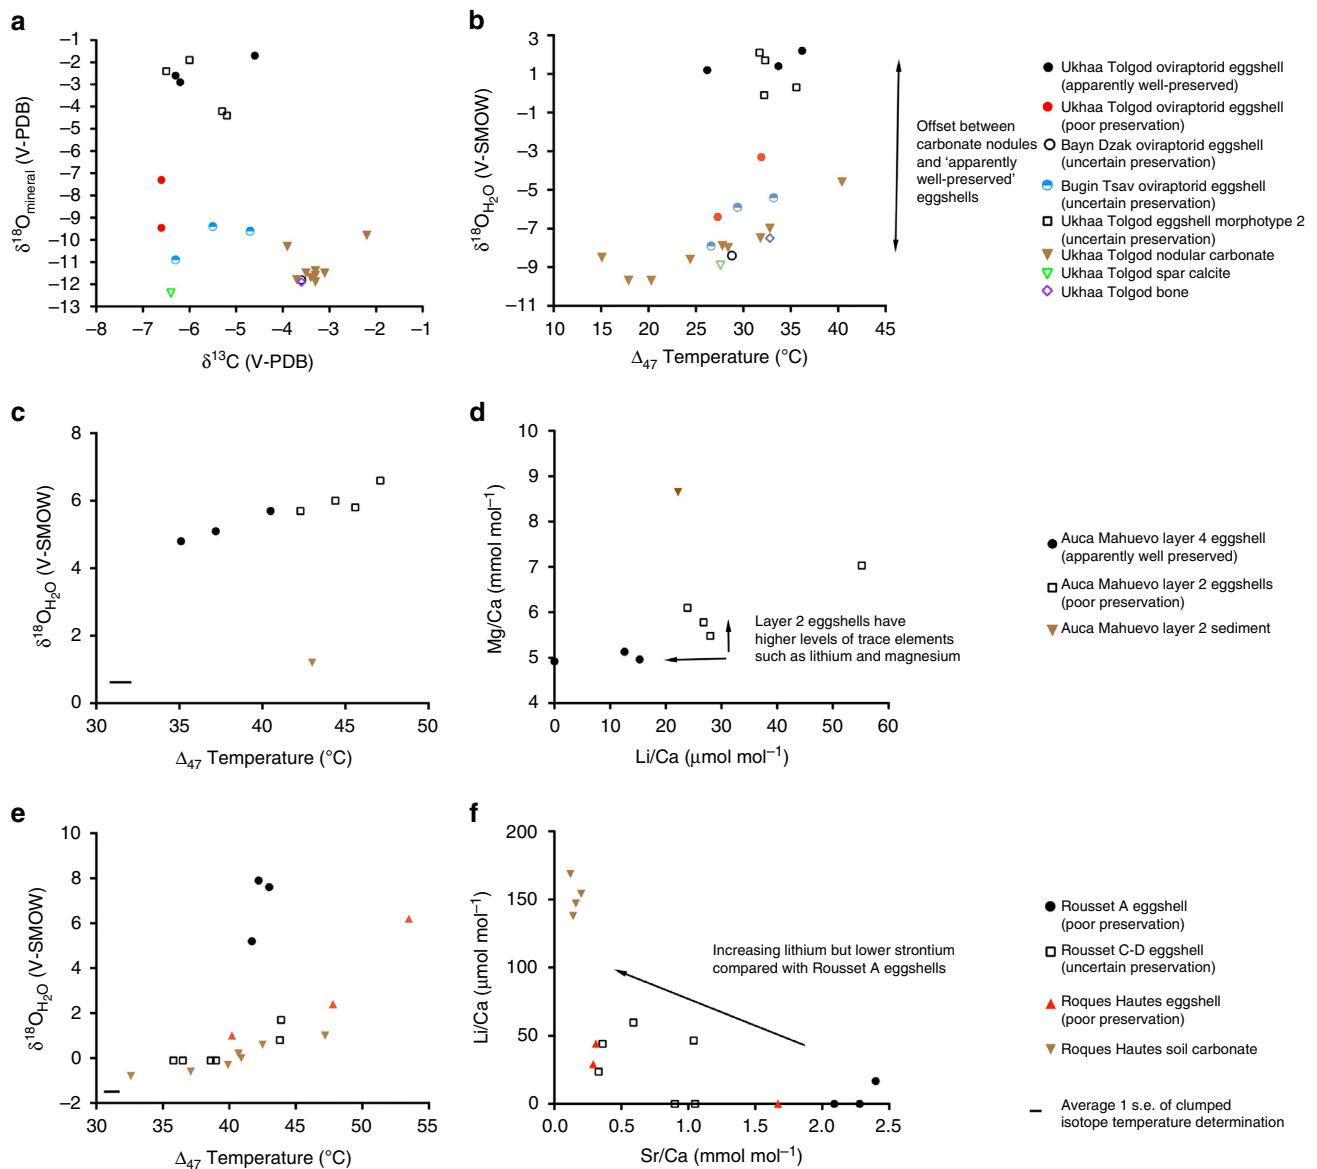 a
−1
−2
−3
−4
−5
−6
−7
−8
−9
−10
−11
−12
−13
−8
−7
−6
−5
−4
−3
−2
−1
δ18Omineral (V-PDB)
δ13C (V-PDB)
b
3
1
−1
−3
−5
−7
−9
−11
10
15
20
25
30
35
40
45
δ18OH2O (V-SMOW)
Δ47 Temperature (°C)
Offset between
carbonate nodules
and ‘apparently
well-preserved’
eggshells
Ukhaa Tolgod oviraptorid eggshell
(apparently well-preserved)
Ukhaa Tolgod oviraptorid eggshell
(poor preservation)
Bayn Dzak oviraptorid eggshell
(uncertain preservation)
Bugin Tsav oviraptorid eggshell
(uncertain preservation)
Ukhaa Tolgod eggshell morphotype 2
(uncertain preservation)
Ukhaa Tolgod nodular carbonate
Ukhaa Tolgod spar calcite
Ukhaa Tolgod bone
c
8
6
4
2
0
30
35
40
45
50
δ18OH2O (V-SMOW)
Δ47 Temperature (°C)
d
10
9
8
7
6
5
4
0
10
20
30
40
50
60
Mg/Ca (mmol mol−1)
Li/Ca (μmol mol−1)
Layer 2 eggshells have
higher levels of trace elements
such as lithium and magnesium
Auca Mahuevo layer 4 eggshell
(apparently well preserved)
Auca Mahuevo layer 2 eggshells
(poor preservation)
Auca Mahuevo layer 2 sediment
e
10
8
6
4
2
0
−2
30
35
40
45
50
55
δ18OH2O (V-SMOW)
Δ47 Temperature (°C)
f
200
150
100
50
0
0.0
0.5
1.0
1.5
2.0
2.5
Li/Ca (μmol mol−1)
Sr/Ca (mmol mol−1)
Increasing lithium but lower strontium
compared with Rousset A eggshells
Rousset A eggshell
(poor preservation)
Rousset C-D eggshell
(uncertain preservation)
Roques Hautes eggshell
(poor preservation)
Roques Hautes soil carbonate
Average 1 s.e. of clumped
isotope temperature determination